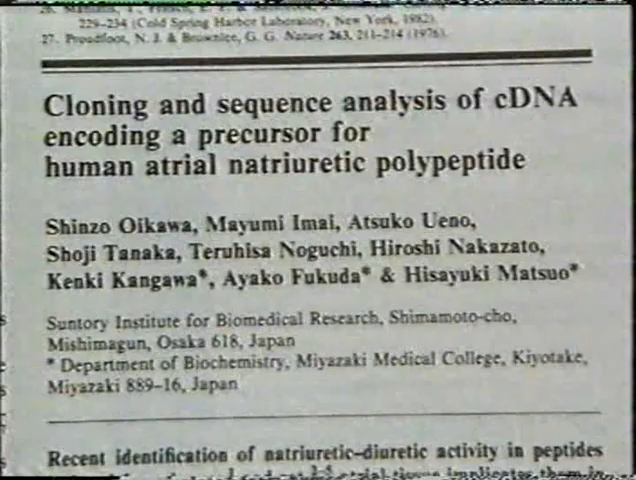 229–234 (Cold Spring Harbor Laboratory, New York, 1982).
27. Proudfoot, N. J. & Brownlee, G. G. Nature 263, 211–214 (1976).
Cloning and sequence analysis of cDNA
encoding a precursor for
human atrial natriuretic polypeptide
Shinzo Oikawa, Mayumi Imai, Atsuko Ueno,
Shoji Tanaka, Teruhisa Noguchi, Hiroshi Nakazato,
Kenki Kangawa*, Ayako Fukuda* & Hisayuki Matsuo*
Suntory Institute for Biomedical Research, Shimamoto-cho,
Mishimagun, Osaka 618, Japan
* Department of Biochemistry, Miyazaki Medical College, Kiyotake,
Miyazaki 889–16, Japan
Recent identification of natriuretic–diuretic activity in peptides